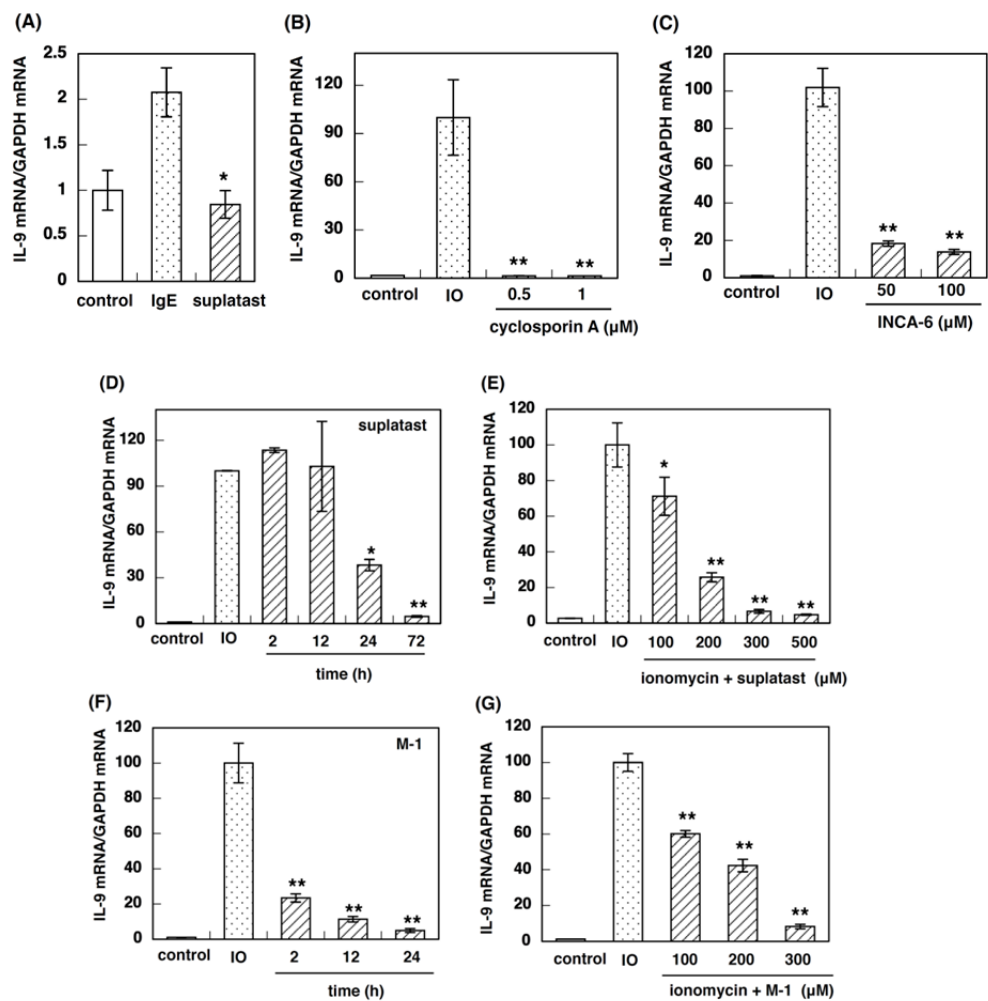 (A)
IL-9 mRNA/GAPDH mRNA
2.5
2
1.5
1
0.5
0
*
control IgE suplatast
(B)
IL-9 mRNA/GAPDH mRNA
120
90
60
30
0
** **
control IO 0.5 1
cyclosporin A (μM)
(C)
IL-9 mRNA/GAPDH mRNA
120
100
80
60
40
20
0
** **
control IO 50 100
INCA-6 (μM)
(D)
IL-9 mRNA/GAPDH mRNA
120
90
60
30
0
suplatast
* **
control IO 2 12 24 72
time (h)
(E)
IL-9 mRNA/GAPDH mRNA
120
100
80
60
40
20
0
* ** ** **
control IO 100 200 300 500
ionomycin + suplatast (μM)
(F)
IL-9 mRNA/GAPDH mRNA
120
100
80
60
40
20
0
M-1
** ** **
control IO 2 12 24
time (h)
(G)
IL-9 mRNA/GAPDH mRNA
120
100
80
60
40
20
0
** ** **
control IO 100 200 300
ionomycin + M-1 (μM)